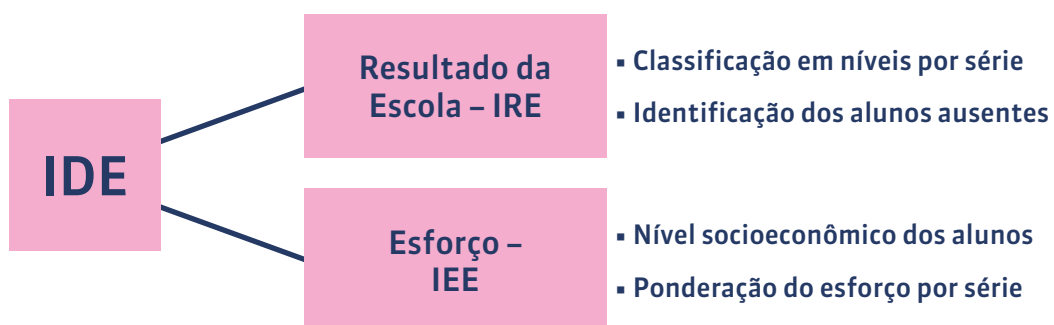 IDE
Resultado da
Escola – IRE
▪ Classificação em níveis por série
▪ Identificação dos alunos ausentes
Esforço –
IEE
▪ Nível socioeconômico dos alunos
▪ Ponderação do esforço por série